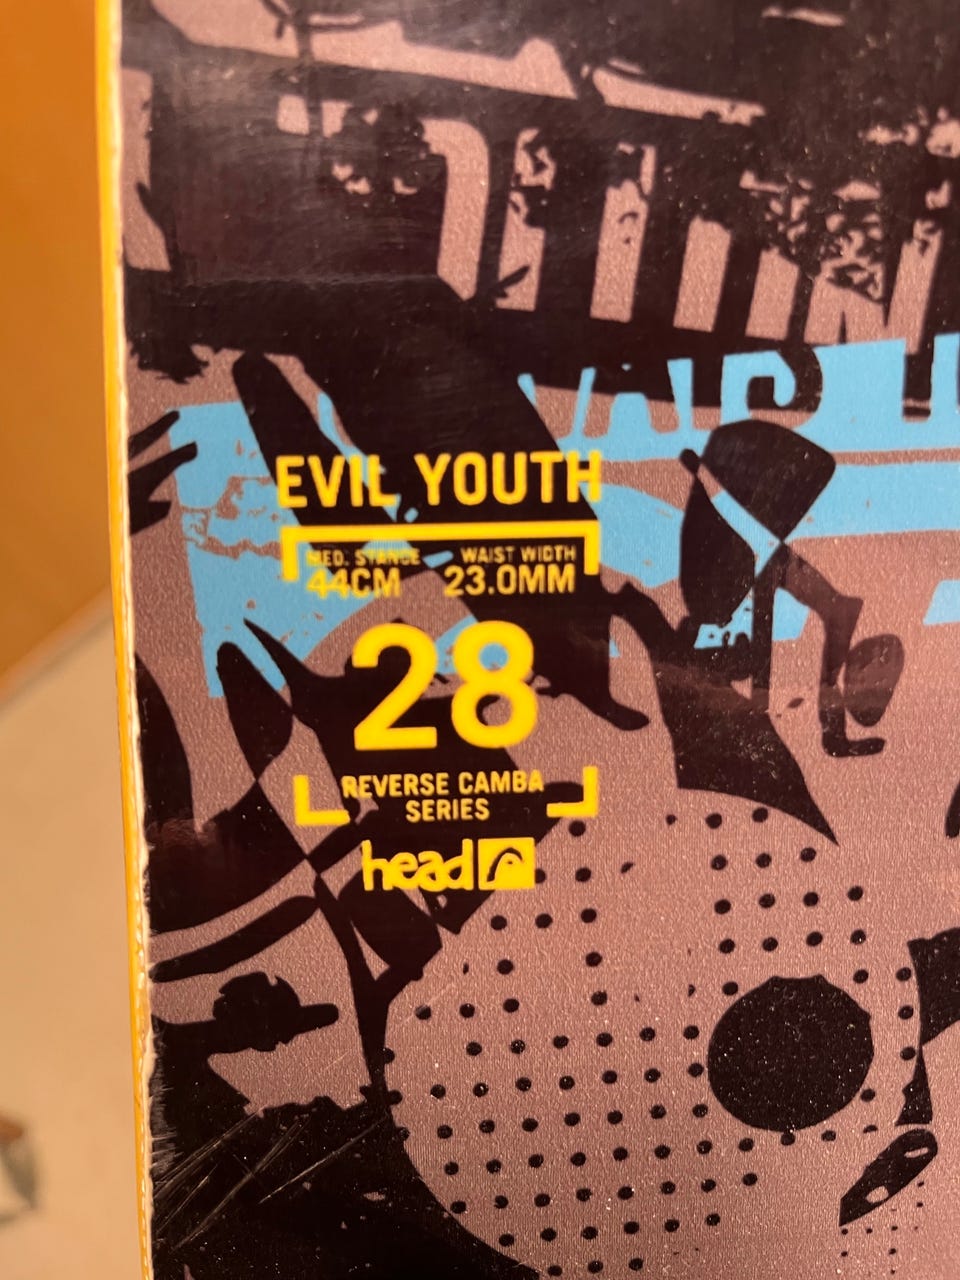 EVIL YOUTH
MED. STANCE WAIST WIDTH
44CM 23.0MM
28
REVERSE CAMBA
SERIES
head